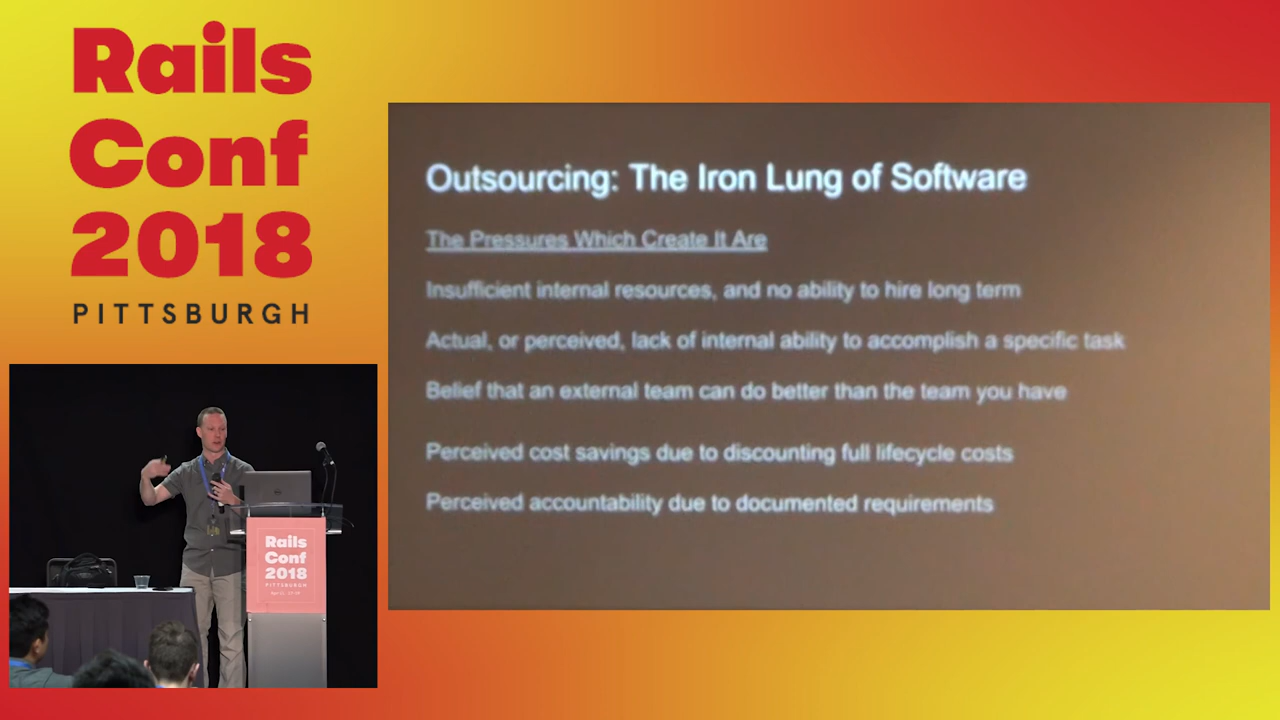 Rails
Conf
2018
PITTSBURGH
Outsourcing: The Iron Lung of Software
The Pressures Which Create It Are
Insufficient internal resources, and no ability to hire long term
Actual, or perceived, lack of internal ability to accomplish a specific task
Belief that an external team can do better than the team you have
Perceived cost savings due to discounting full lifecycle costs
Perceived accountability due to documented requirements
Rails
Conf
2018
PITTSBURGH